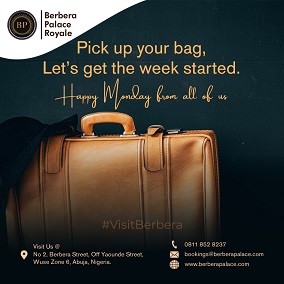 BP
Berbera
Palace
Royale
Pick up your bag,
Let's get the week started.
Happy Monday from all of us
#VisitBerbera
Visit Us @
No 2, Berbera Street, Off Yaounde Street,
Wuse Zone 6, Abuja, Nigeria.
0811 852 8237
bookings@berberapalace.com
www.berberapalace.com